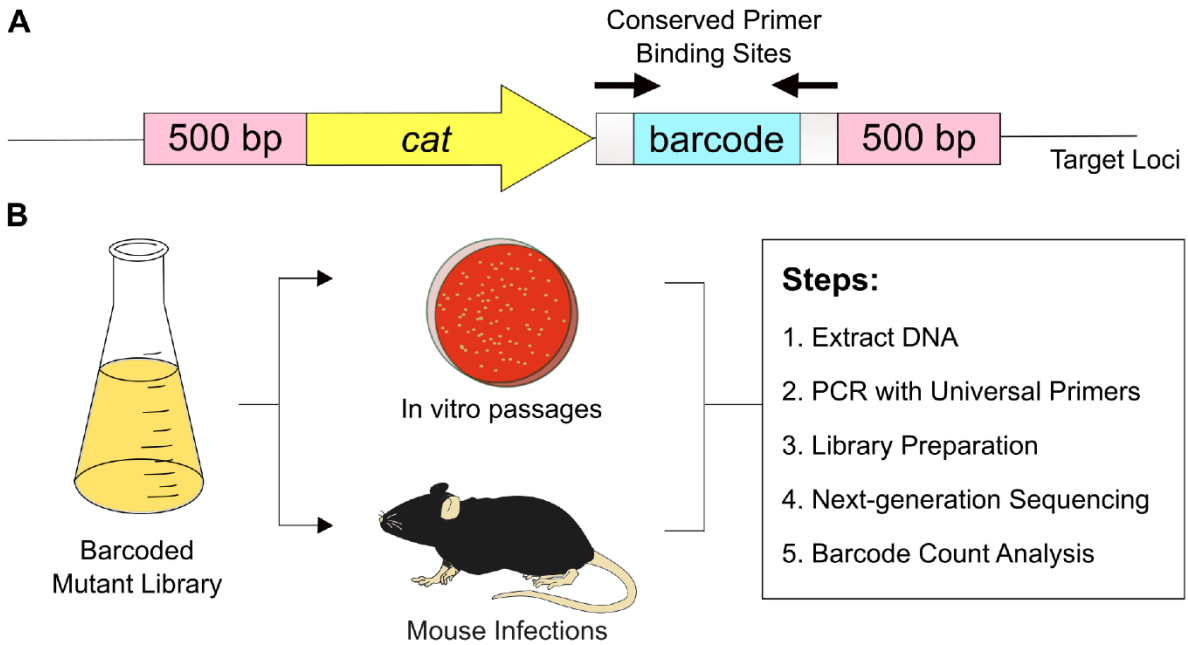 A
Conserved Primer
Binding Sites
500 bp
cat
barcode
500 bp
Target Loci
B
Barcoded
Mutant Library
In vitro passages
Mouse Infections
Steps:
1. Extract DNA
2. PCR with Universal Primers
3. Library Preparation
4. Next-generation Sequencing
5. Barcode Count Analysis